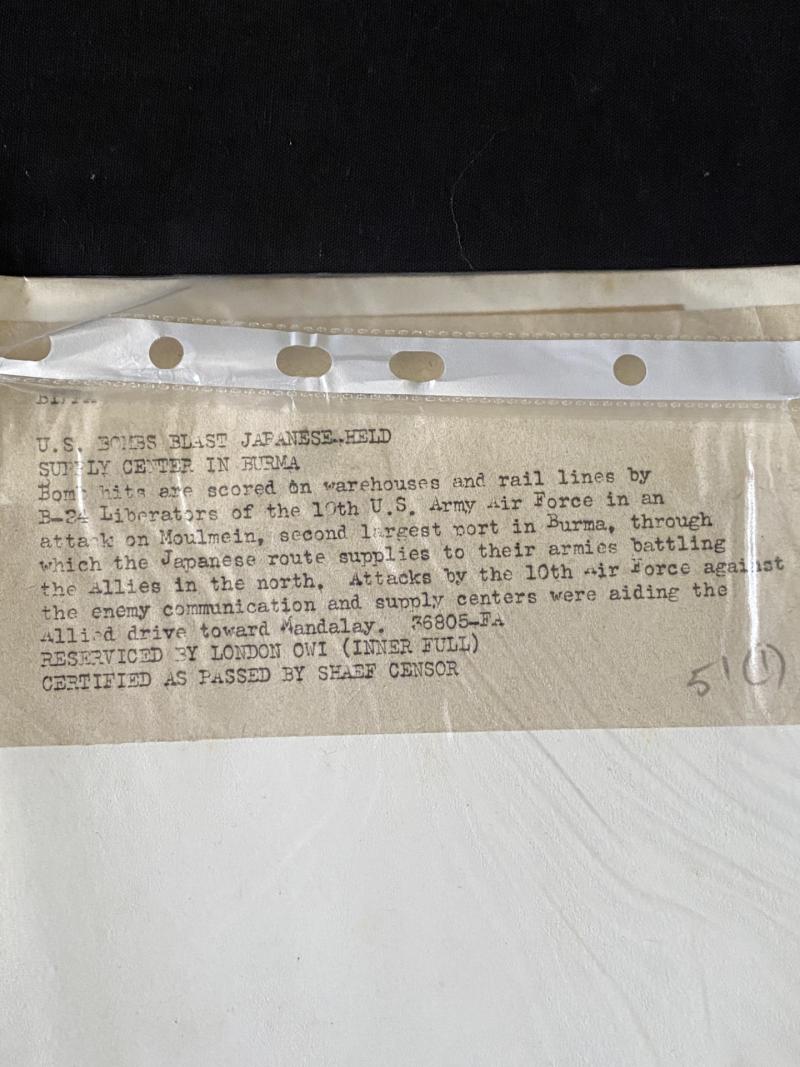 U.S. BOMBS BLAST JAPANESE-HELD
SUPPLY CENTER IN BURMA
Bomb hits are scored on warehouses and rail lines by
B-24 Liberators of the 10th U.S. Army Air Force in an
attack on Moulmein, second largest port in Burma, through
which the Japanese route supplies to their armies battling
the Allies in the north. Attacks by the 10th Air Force against
the enemy communication and supply centers were aiding the
Allied drive toward Mandalay. 36805-FA
RESERVICED BY LONDON OWI (INNER FULL)
CERTIFIED AS PASSED BY SHAEF CENSOR
5'(1)